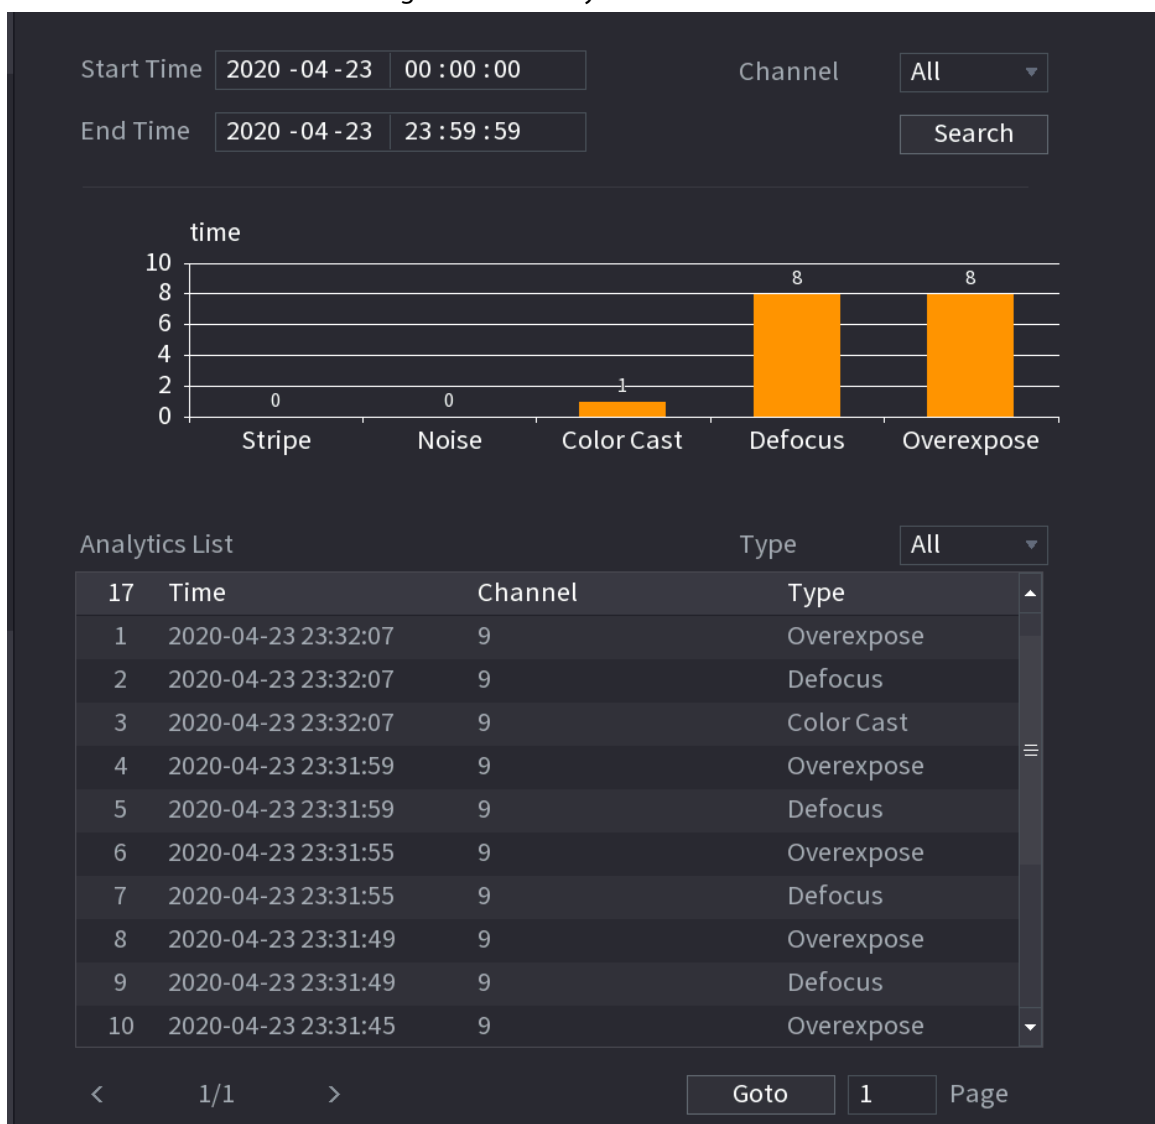 Start Time 2020 -04 -23 00 : 00 : 00 Channel All
End Time 2020 -04 -23 23 : 59 : 59 Search
time
10
8
6
4
2
0
0 0 1 8 8
Stripe Noise Color Cast Defocus Overexpose
Analytics List Type All
17 Time Channel Type
1 2020-04-23 23:32:07 9 Overexpose
2 2020-04-23 23:32:07 9 Defocus
3 2020-04-23 23:32:07 9 Color Cast
4 2020-04-23 23:31:59 9 Overexpose
5 2020-04-23 23:31:59 9 Defocus
6 2020-04-23 23:31:55 9 Overexpose
7 2020-04-23 23:31:55 9 Defocus
8 2020-04-23 23:31:49 9 Overexpose
9 2020-04-23 23:31:49 9 Defocus
10 2020-04-23 23:31:45 9 Overexpose
< 1/1 > Goto 1 Page